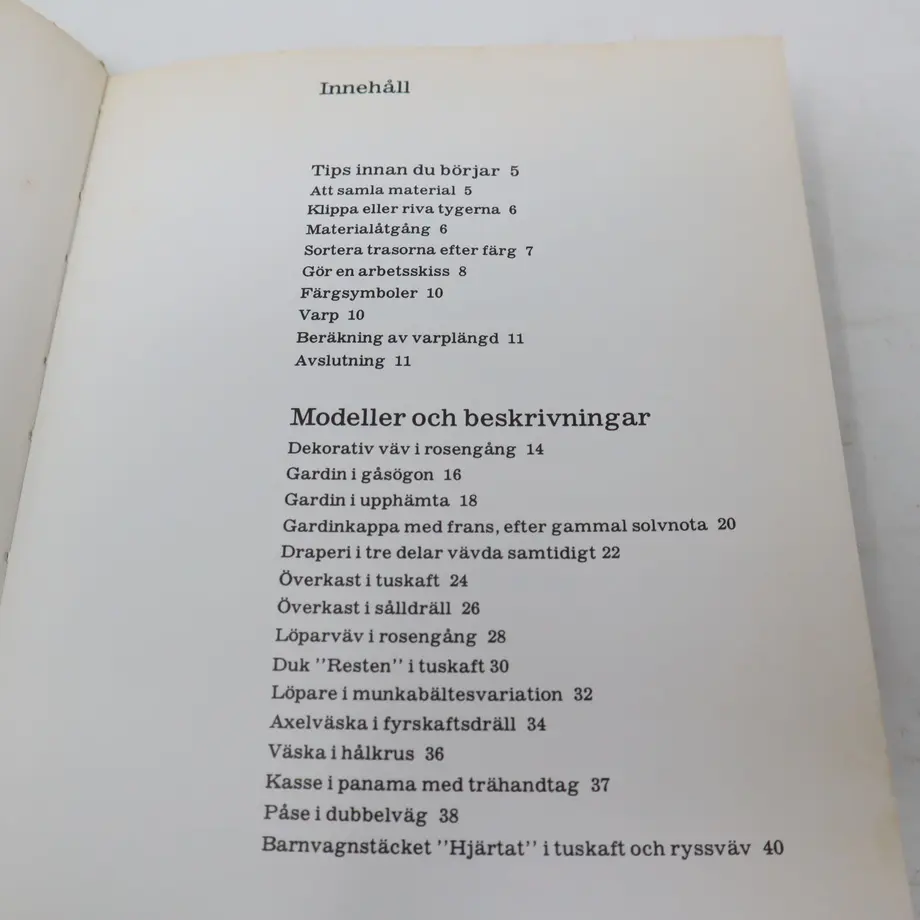 Innehåll
Tips innan du börjar 5
Att samla material 5
Klippa eller riva tygerna 6
Materialåtgång 6
Sortera trasorna efter färg 7
Gör en arbetsskiss 8
Färgsymboler 10
Varp 10
Beräkning av varplängd 11
Avslutning 11
Modeller och beskrivningar
Dekorativ väv i rosengång 14
Gardin i gåsögon 16
Gardin i upphämta 18
Gardinkappa med frans, efter gammal solvnota 20
Draperi i tre delar vävda samtidigt 22
Överkast i tuskaft 24
Överkast i sålldräll 26
Löparväv i rosengång 28
Duk "Resten" i tuskaft 30
Löpare i munkabältesvariation 32
Axelväska i fyrskaftsdräll 34
Väska i hålkrus 36
Kasse i panama med trähandtag 37
Påse i dubbelväg 38
Barnvagnstäcket "Hjärtat" i tuskaft och ryssväv 40